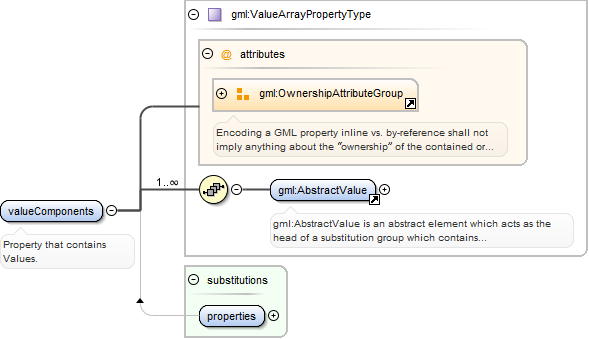 gml:ValueArrayPropertyType
@ attributes
gml:OwnershipAttributeGroup
Encoding a GML property inline vs. by-reference shall not
imply anything about the "ownership" of the contained or...
1..∞
gml:AbstractValue
valueComponents
gml:AbstractValue is an abstract element which acts as the
head of a substitution group which contains...
Property that contains
Values.
substitutions
properties